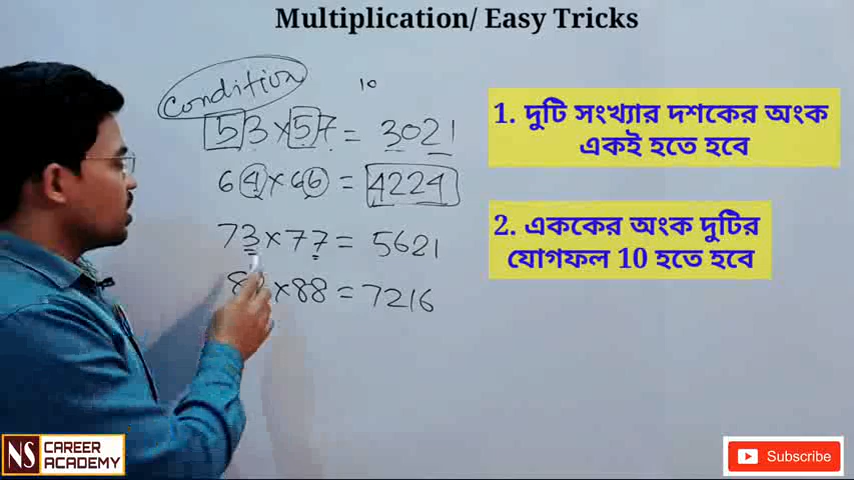 Multiplication/ Easy Tricks
Condition
10
53×57 = 3021
64×66 = 4224
73×77 = 5621
×88 = 7216
1. দুটি সংখ্যার দশকের অংক
একই হতে হবে
2. এককের অংক দুটির
যোগফল 10 হতে হবে
NS CAREER
ACADEMY
Subscribe